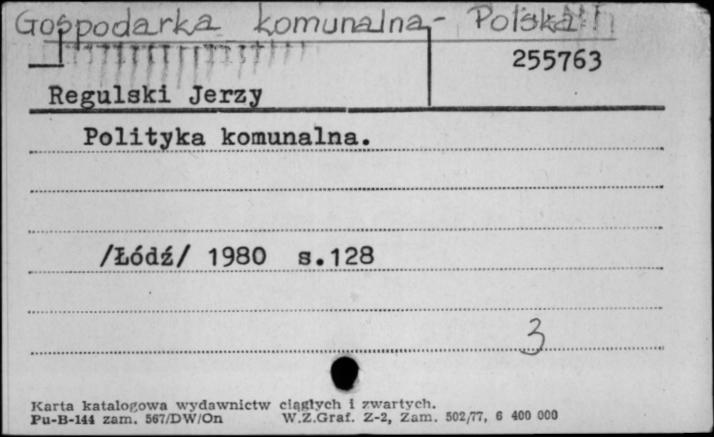 Gospodarka komunalna - Polska
255763
Regulski Jerzy
Polityka komunalna.
/Łódź/ 1980 s.128
3
Karta katalogowa wydawnictw ciągłych i zwartych.
Pu-B-144 zam. 567/DW/On W.Z.Graf. Z-2, Zam. 502/77, 6 400 000